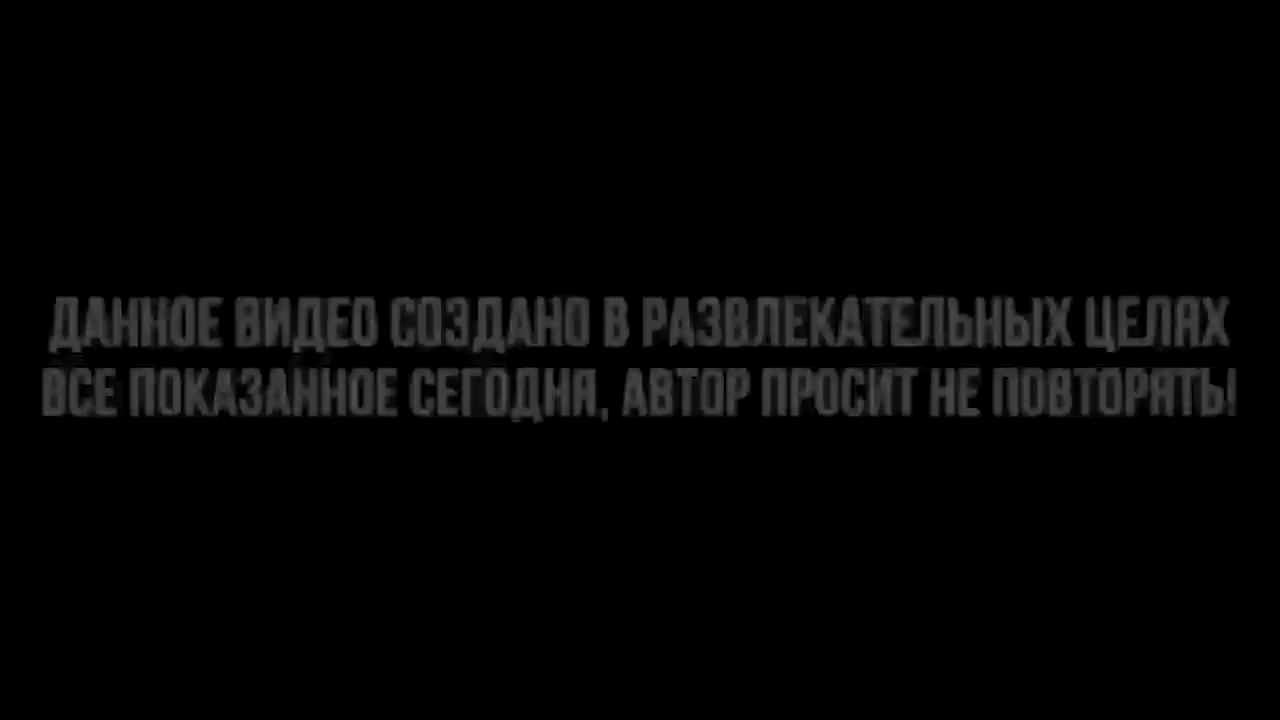 ДАННОЕ ВИДЕО СОЗДАНО В РАЗВЛЕКАТЕЛЬНЫХ ЦЕЛЯХ
ВСЕ ПОКАЗАННОЕ СЕГОДНЯ, АВТОР ПРОСИТ НЕ ПОВТОРЯТЬ!